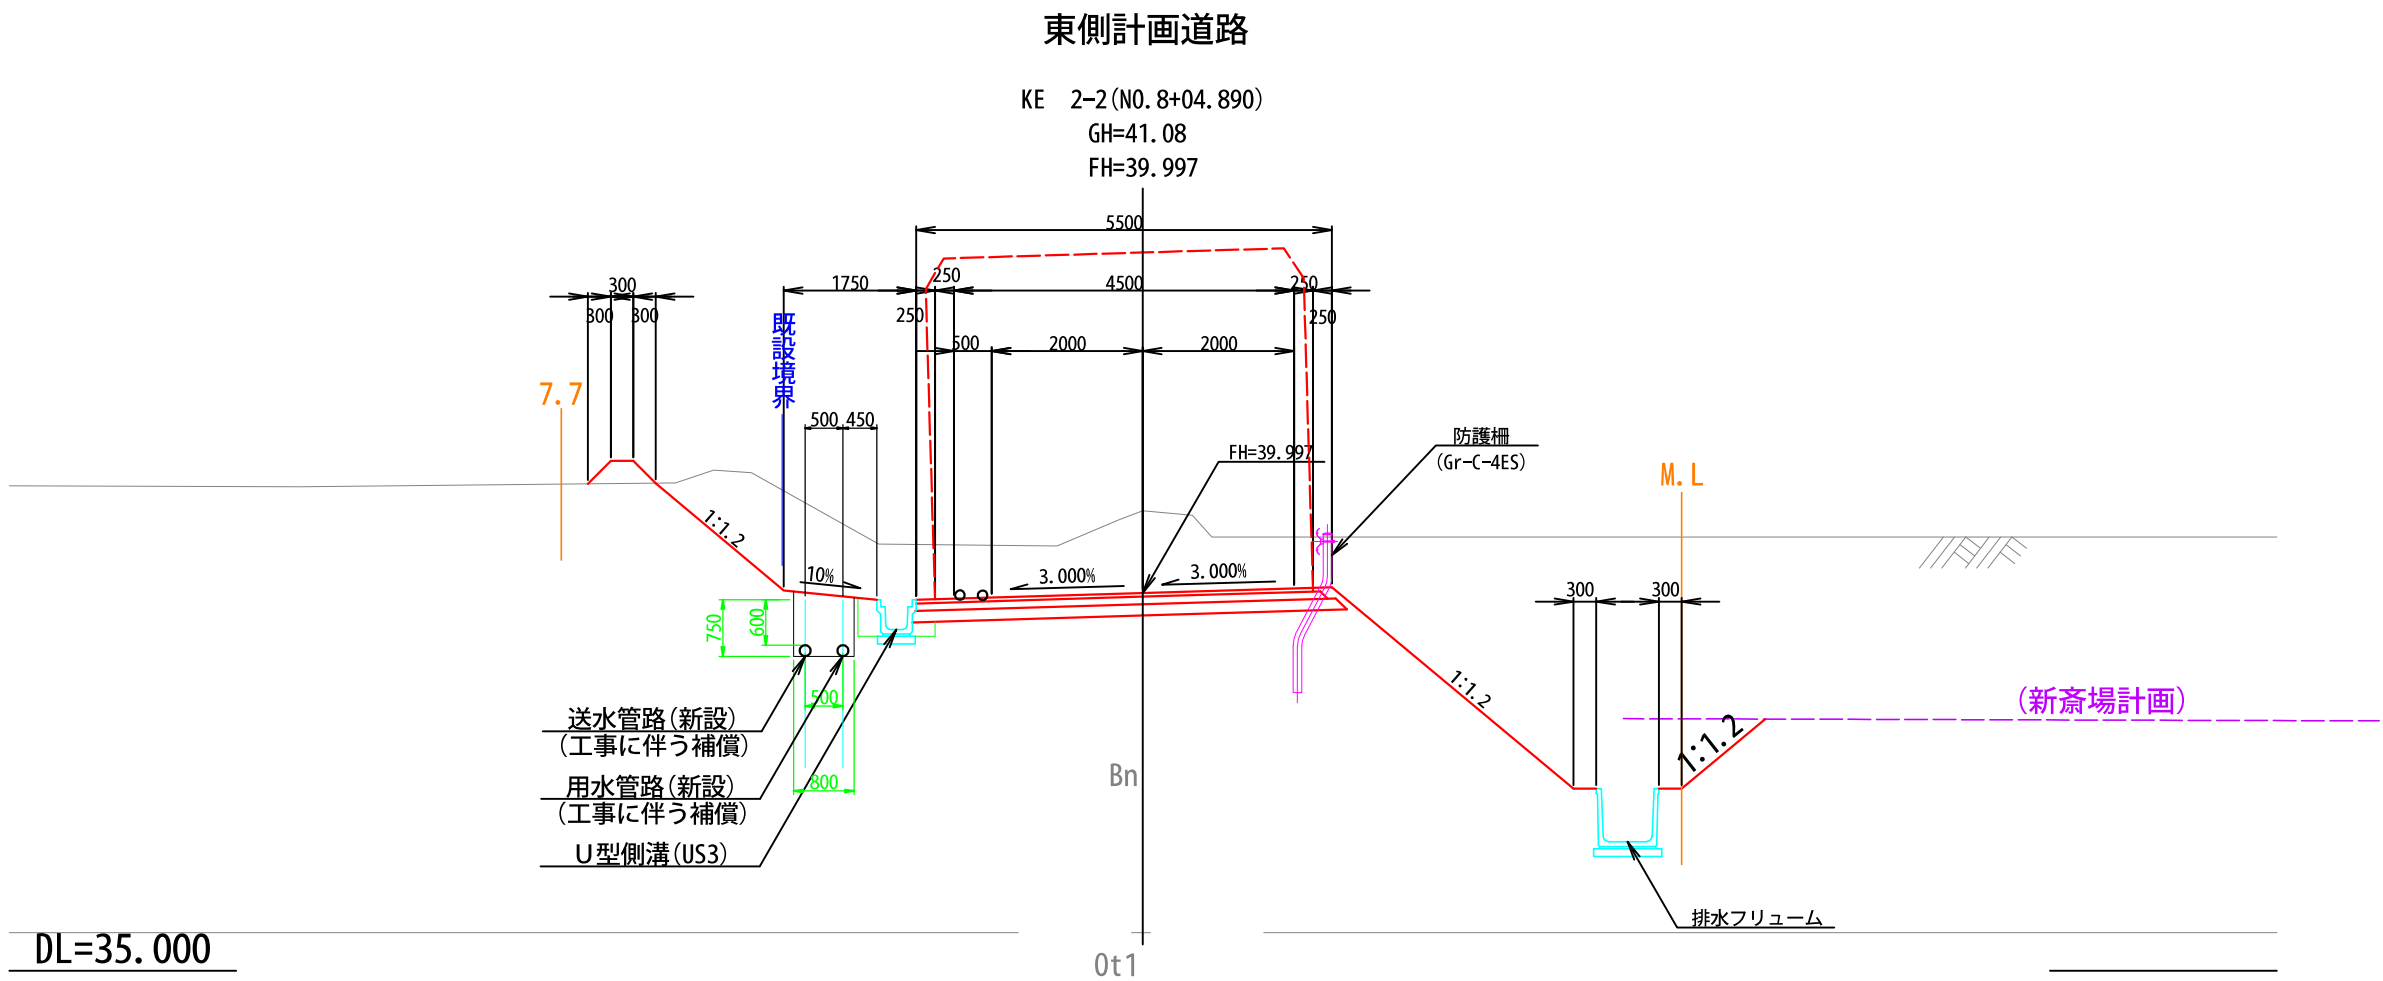 東側計画道路
KE 2-2(NO.8+04.890)
GH=41.08
FH=39.997
5500
1750
250
4500
250
300
300
300
250
250
500
2000
2000
既設境界
7.7
500
450
防護柵
(Gr-C-4ES)
FH=39.997
M.L
1:1.2
10%
3.000%
3.000%
300
300
750
600
1:1.2
500
(新斎場計画)
1:1.2
送水管路(新設)
(工事に伴う補償)
用水管路(新設)
(工事に伴う補償)
800
Bn
U型側溝(US3)
排水フリューム
DL=35.000
Ot1